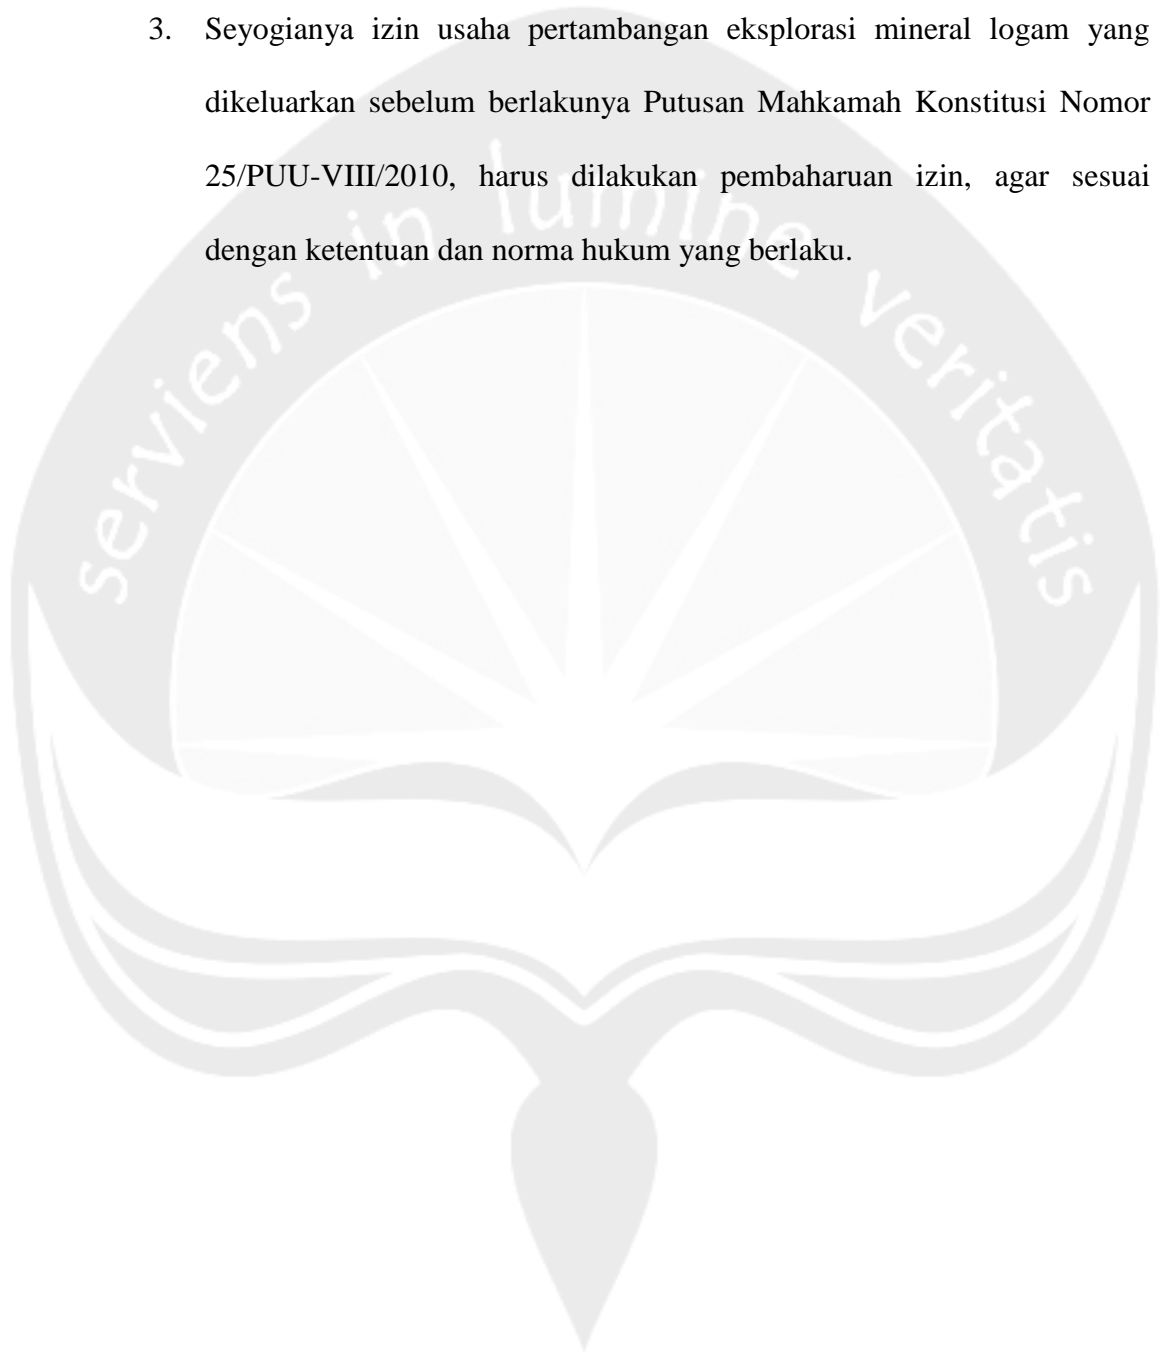 3. Seyogianya izin usaha pertambangan eksplorasi mineral logam yang
dikeluarkan sebelum berlakunya Putusan Mahkamah Konstitusi Nomor
25/PUU-VIII/2010, harus dilakukan pembaharuan izin, agar sesuai
dengan ketentuan dan norma hukum yang berlaku.
serviens in lumine veritatis